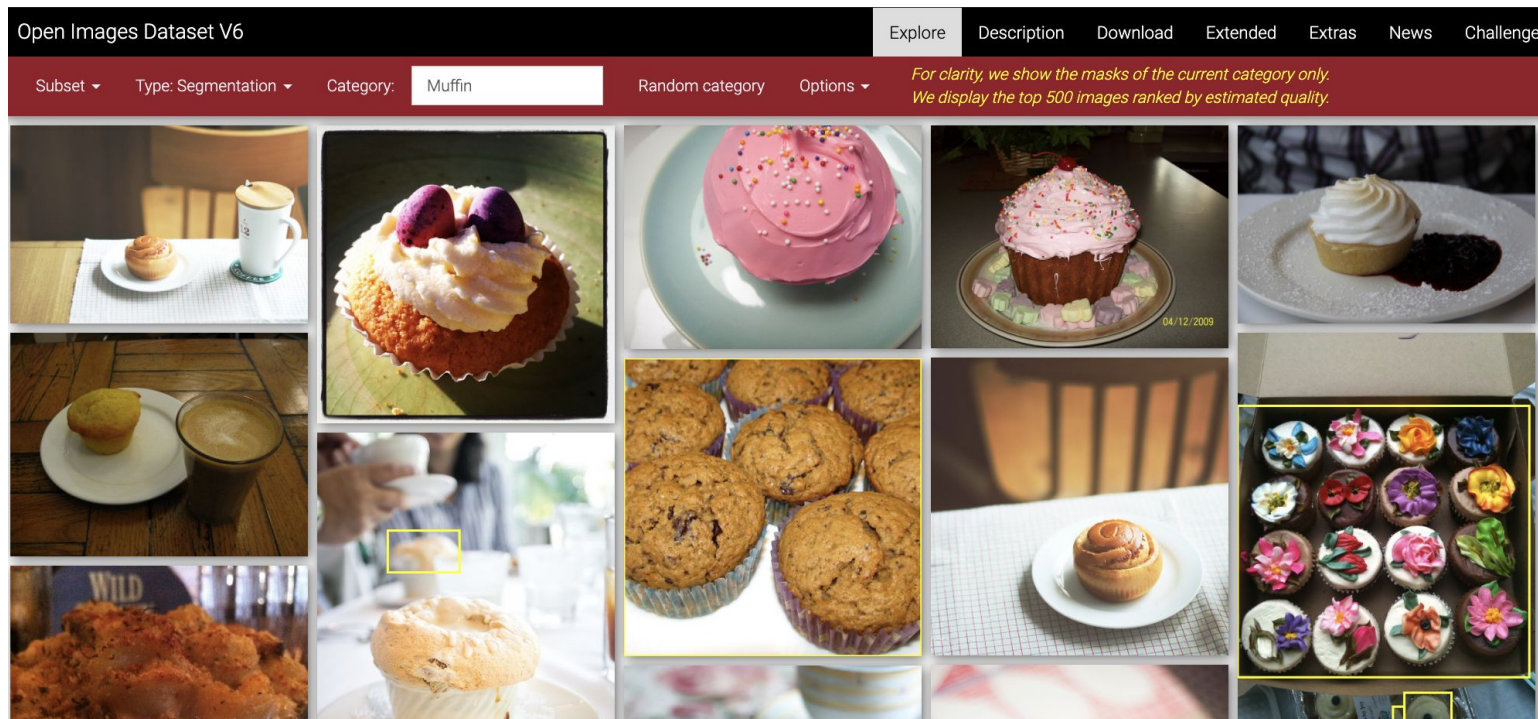 Open Images Dataset V6
Explore
Description
Download
Extended
Extras
News
Challenge
Subset
Type: Segmentation
Category:
Muffin
Random category
Options
For clarity, we show the masks of the current category only.
We display the top 500 images ranked by estimated quality.
04/12/2009
WILD